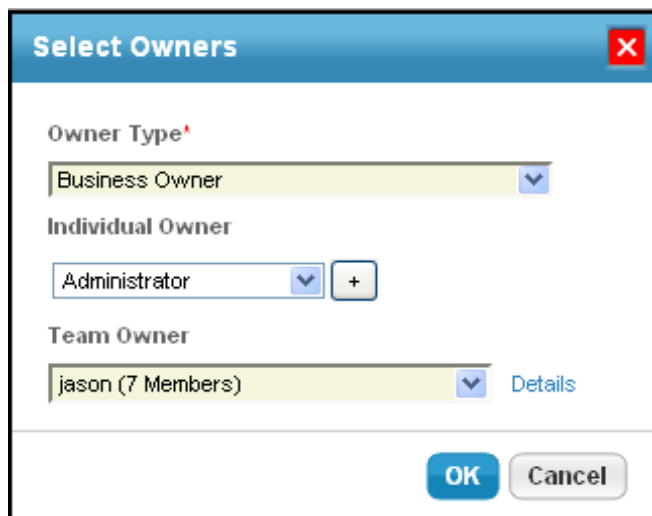 Select Owners
Owner Type*
Business Owner
Individual Owner
Administrator +
Team Owner
jason (7 Members) Details
OK Cancel